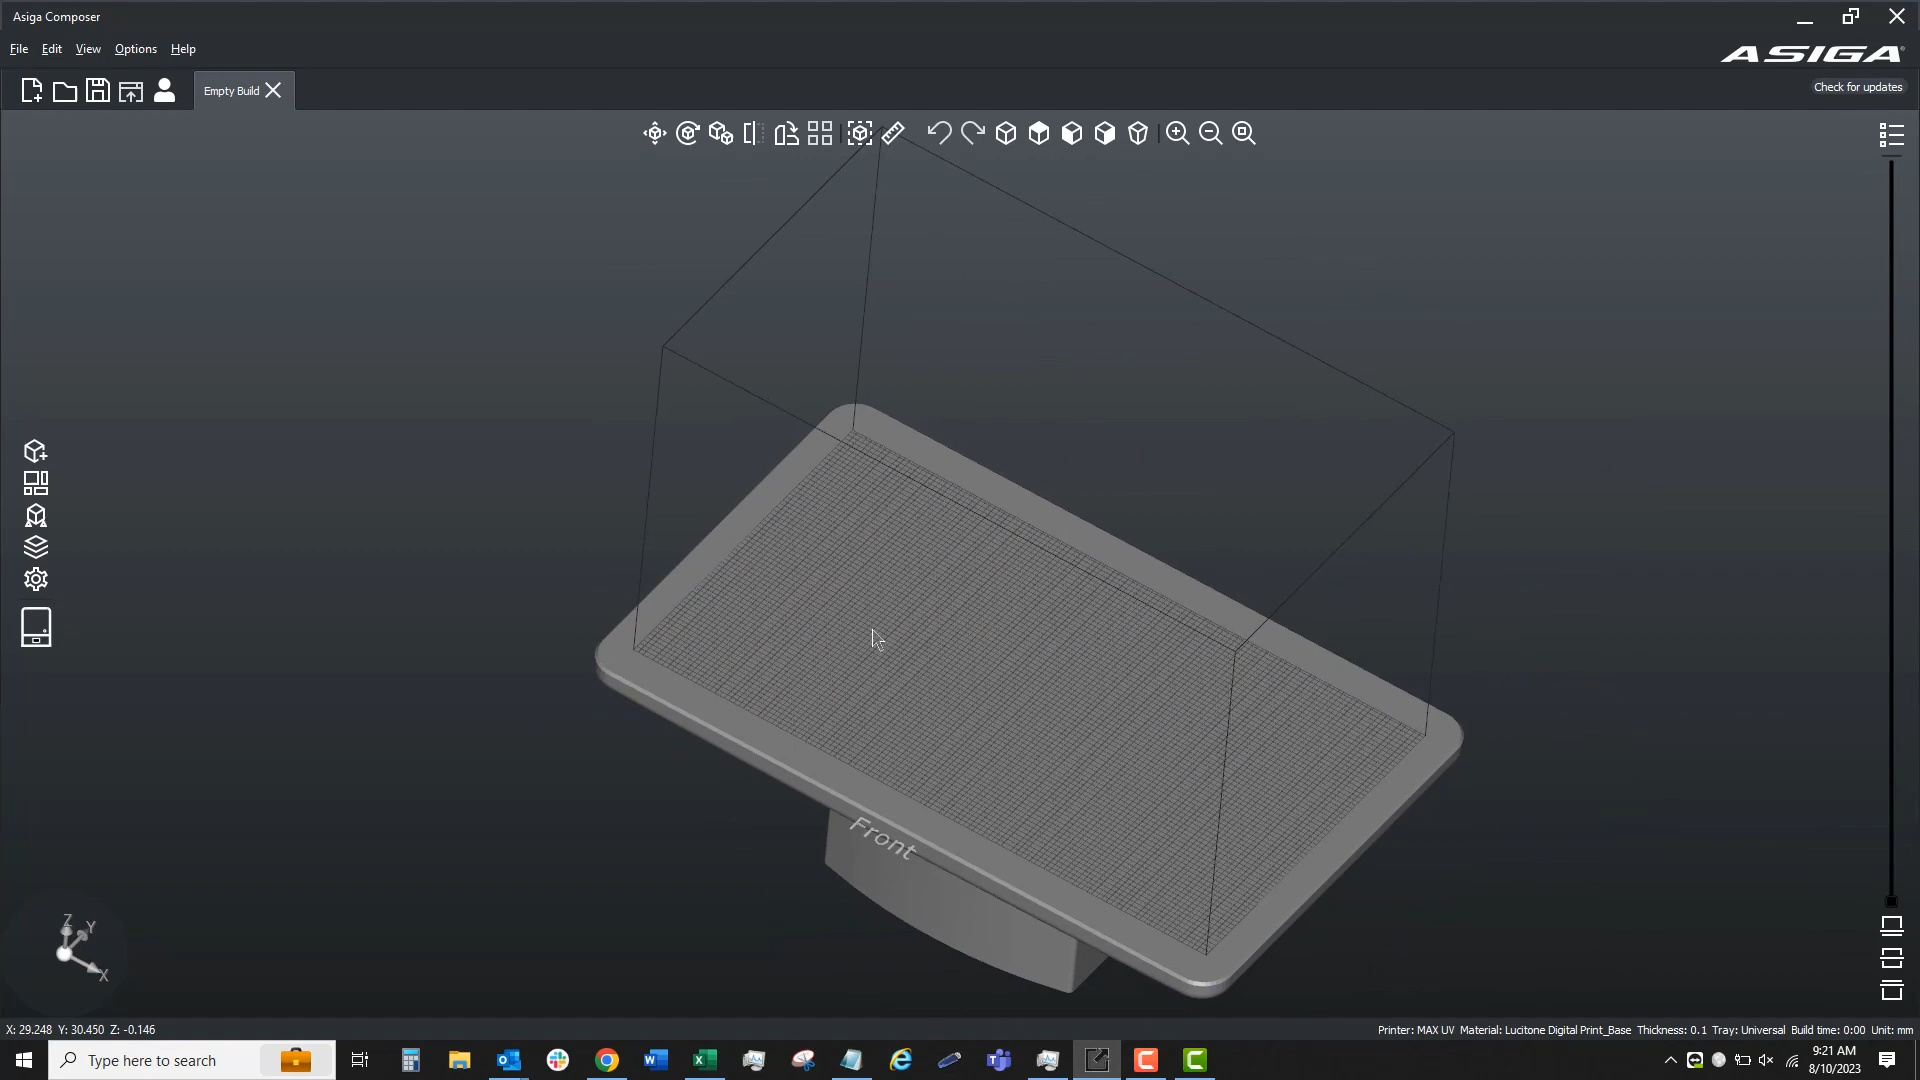 Asiga Composer
File Edit View Options Help
ASIGA
Empty Build
Check for updates
Front
Z Y X
X: 29.248 Y: 30.450 Z: -0.146
Printer: MAX UV Material: Lucitone Digital Print_Base Thickness: 0.1 Tray: Universal Build time: 0:00 Unit: mm
Type here to search
9:21 AM
8/10/2023